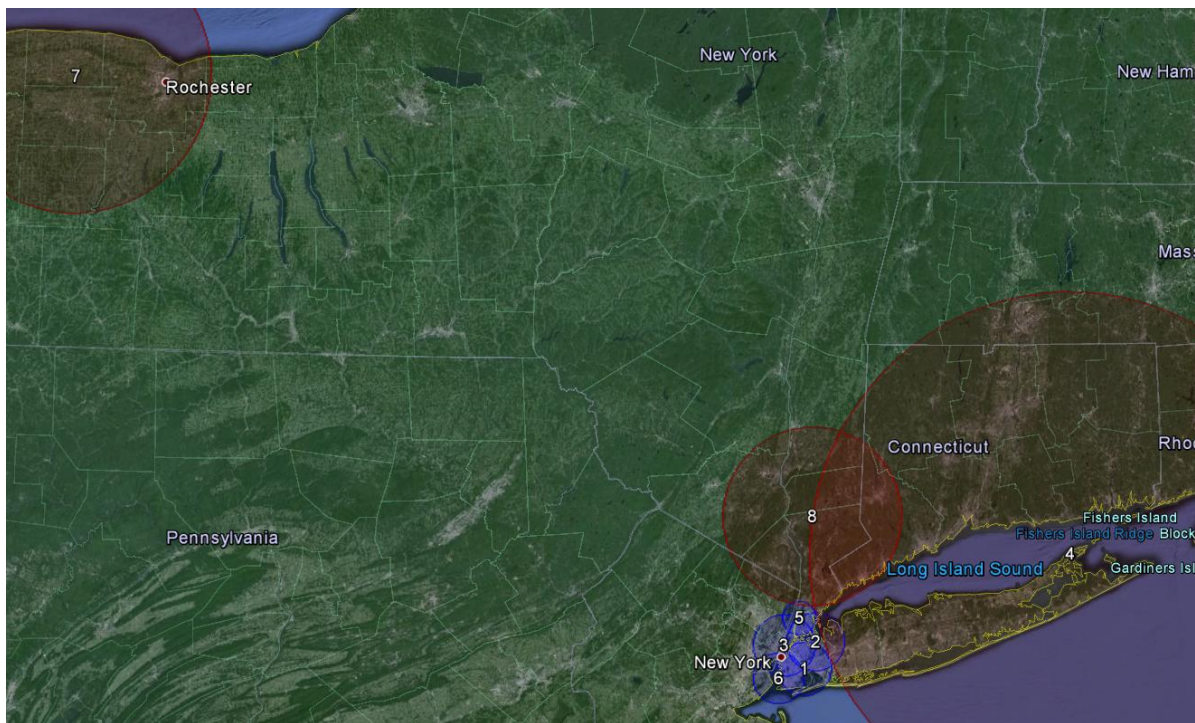 New York
New Ham
7
Rochester
Mass
Connecticut
Rhod
8
Pennsylvania
Fishers Island
Fishers Island Ridge
Block
4
Long Island Sound
Gardiners Isl
5
3
2
New York
1
6